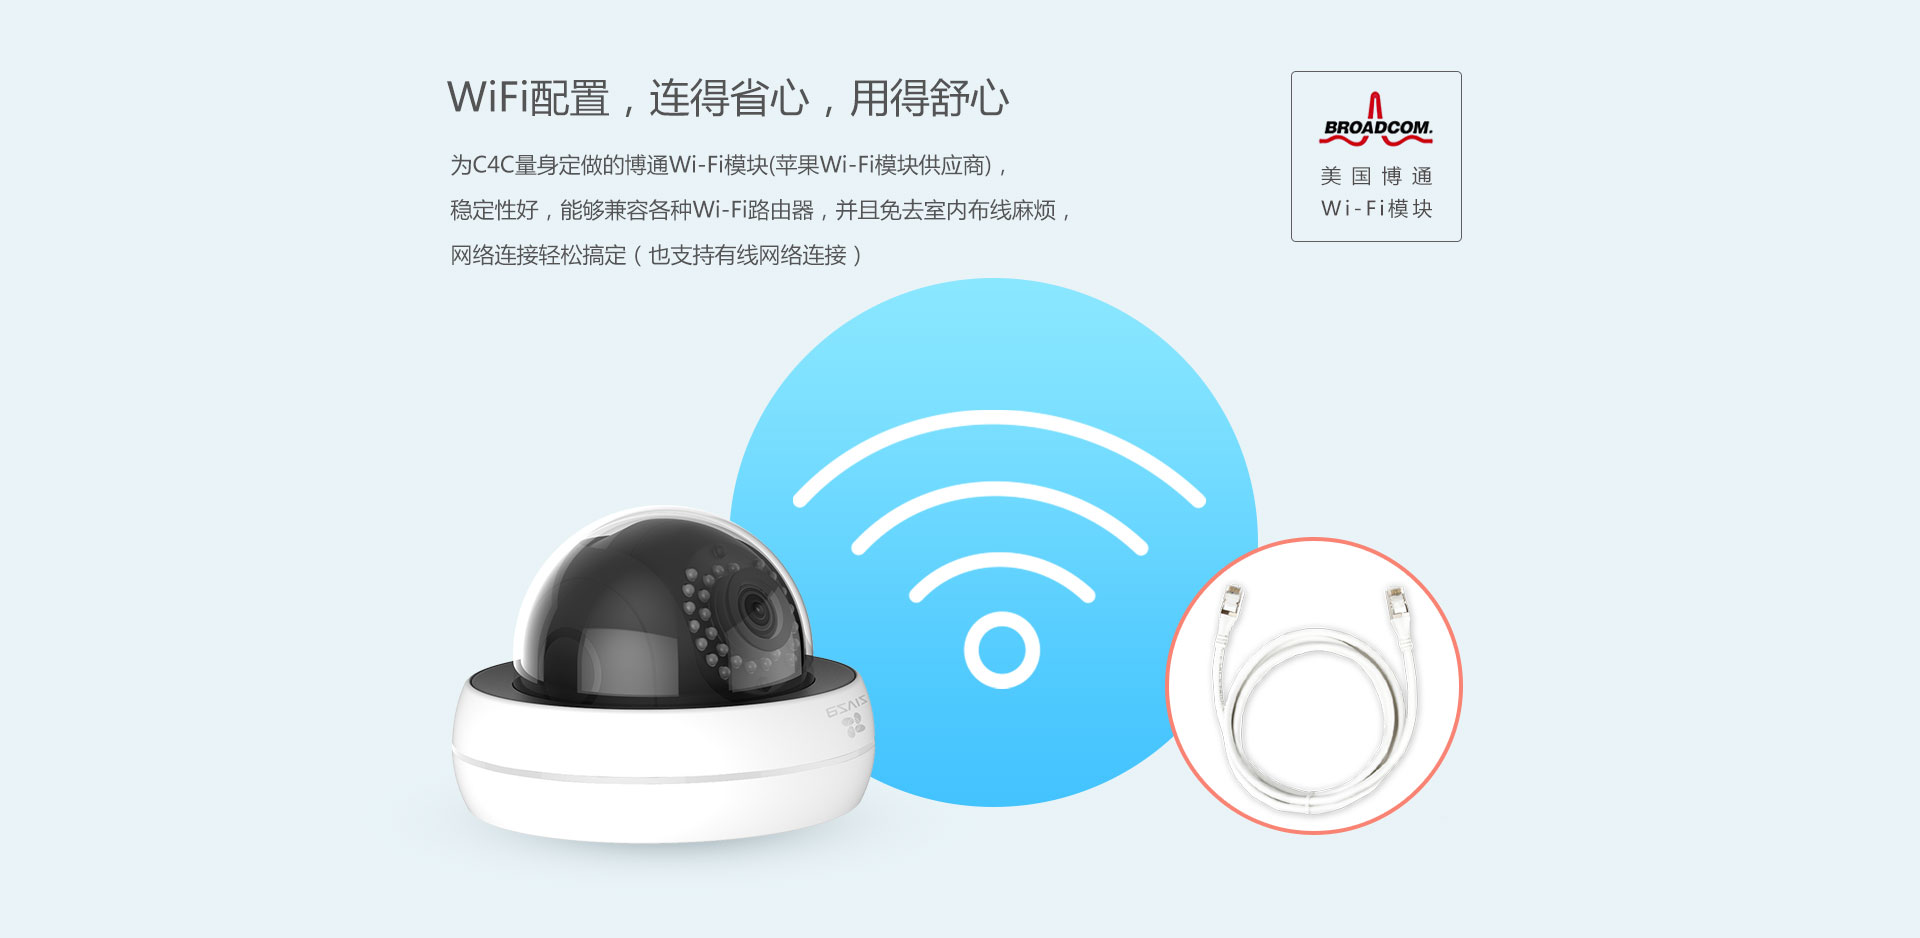 WiFi配置，连得省心，用得舒心
为C4C量身定做的博通Wi-Fi模块(苹果Wi-Fi模块供应商)，
稳定性好，能够兼容各种Wi-Fi路由器，并且免去室内布线麻烦，
网络连接轻松搞定（也支持有线网络连接）
BROADCOM.
美国博通
Wi-Fi模块
EZVIZ